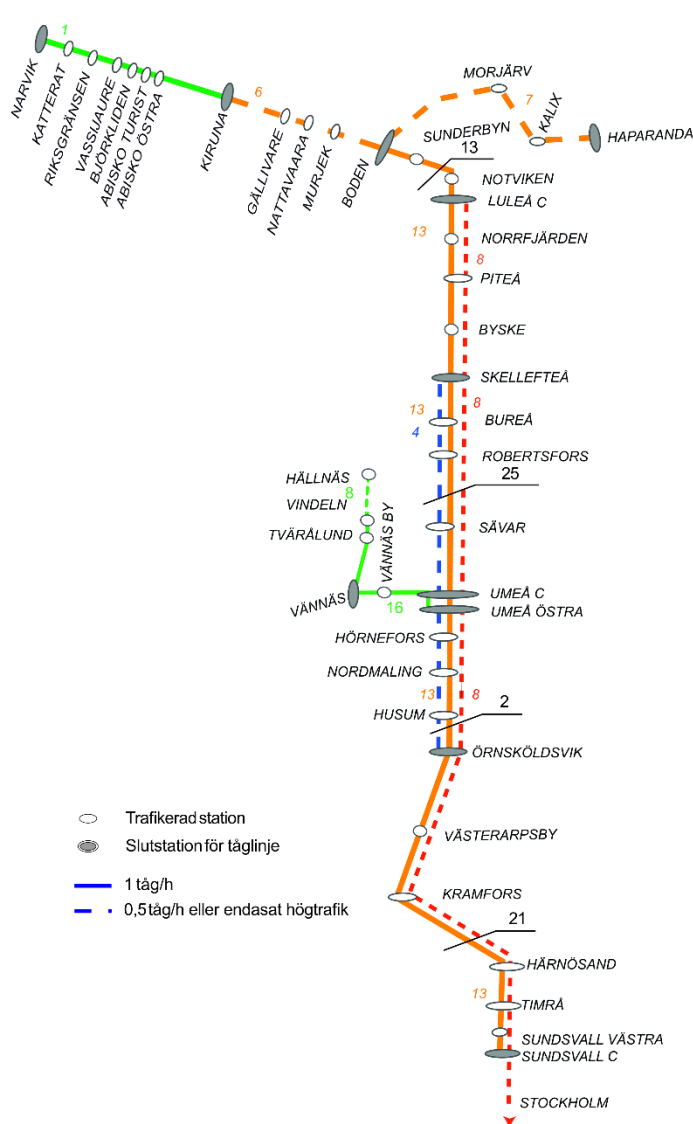 1
NARVIK
KATTERAT
RIKSGRÄNSEN
VASSIJAURE
BJÖRKLIDEN
ABISKO TURIST
ABISKO ÖSTRA
KIRUNA
6
GÄLLIVARE
NATTAVAARA
MURJEK
BODEN
MORJÄRV
7
KALIX
HAPARANDA
SUNDERBYN
13
NOTVIKEN
LULEÅ C
13
NORRFJÄRDEN
8
PITEÅ
BYSKE
SKELLEFTEÅ
13
8
4
BUREÅ
ROBERTSFORS
25
HÄLLNÄS
8
VINDELN
TVÄRÅLUND
VÄNNÄS BY
SÄVAR
VÄNNÄS
16
UMEÅ C
UMEÅ ÖSTRA
HÖRNEFORS
NORDMALING
13
8
2
HUSUM
ÖRNSKÖLDSVIK
Trafikerad station
Slutstation för tåglinje
1 tåg/h
0,5 tåg/h eller endasat högtrafik
VÄSTERARPSBY
KRAMFORS
21
HÄRNÖSAND
13
TIMRÅ
SUNDSVALL VÄSTRA
SUNDSVALL C
STOCKHOLM